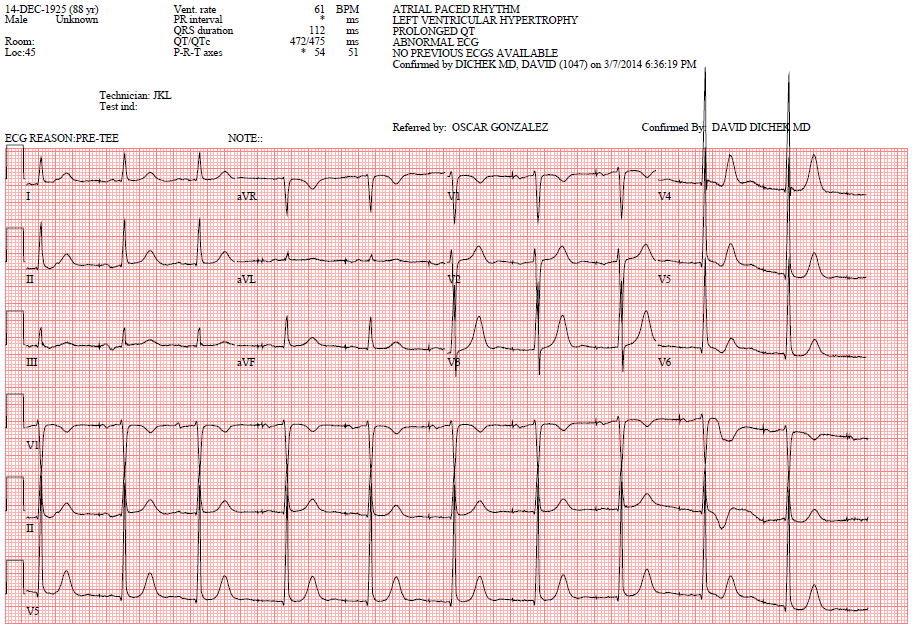 14-DEC-1925 (88 yr) Vent. rate 61 BPM ATRIAL PACED RHYTHM
Male Unknown PR interval * ms LEFT VENTRICULAR HYPERTROPHY
QRS duration 112 ms PROLONGED QT
Room: QT/QTc 472/475 ms ABNORMAL ECG
Loc:45 P-R-T axes * 54 51 NO PREVIOUS ECGS AVAILABLE
Confirmed by DICHEK MD, DAVID (1047) on 3/7/2014 6:36:19 PM
Technician: JKL
Test ind:
Referred by: OSCAR GONZALEZ Confirmed By: DAVID DICHEK MD
ECG REASON:PRE-TEE NOTE::
I aVR V1 V4
II aVL V2 V5
III aVF V3 V6
V1
II
V5